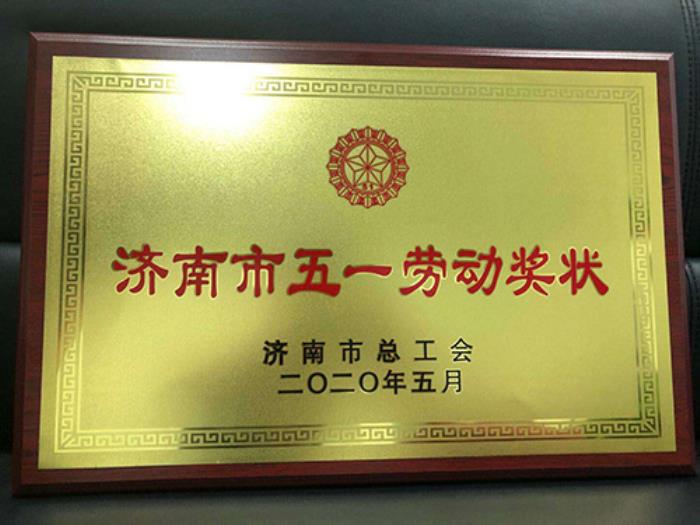 济南市五一劳动奖状
济南市总工会
二〇二〇年五月